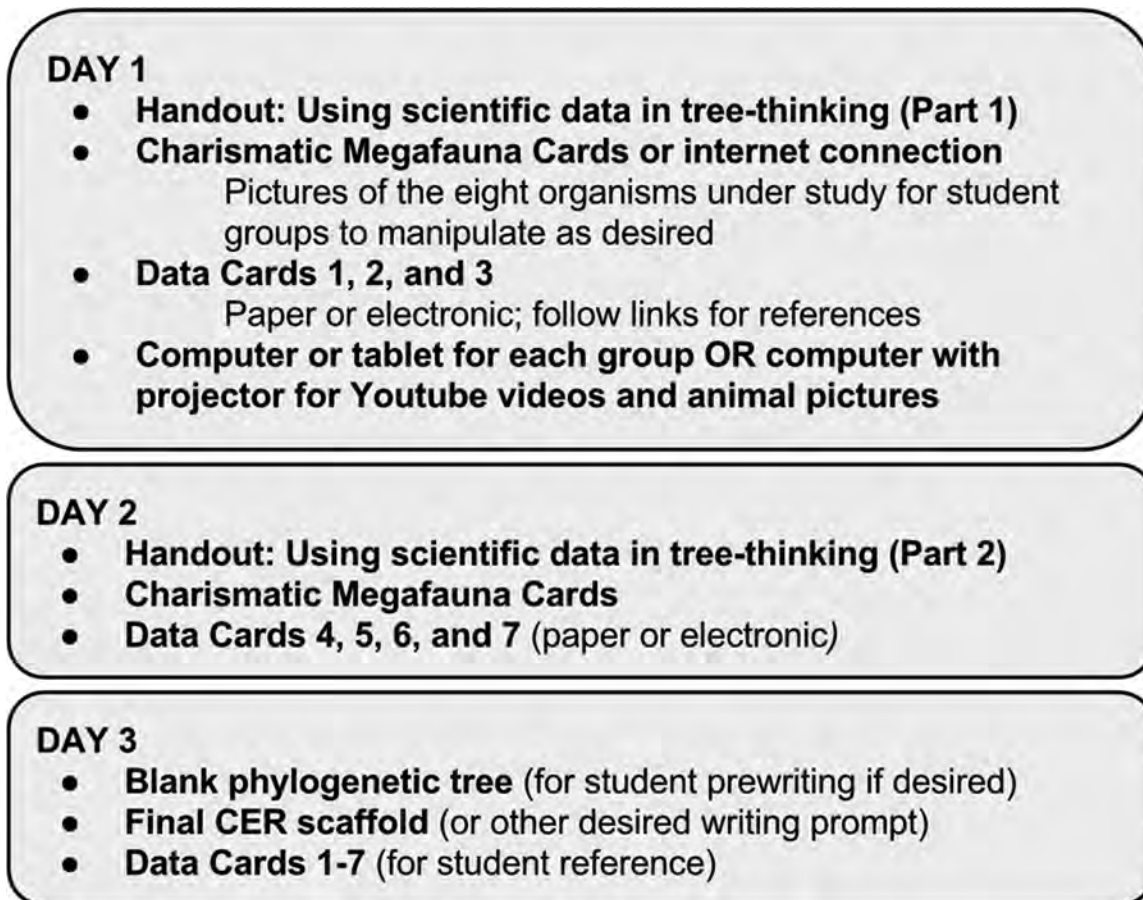 DAY 1
● Handout: Using scientific data in tree-thinking (Part 1)
● Charismatic Megafauna Cards or internet connection
Pictures of the eight organisms under study for student
groups to manipulate as desired
● Data Cards 1, 2, and 3
Paper or electronic; follow links for references
● Computer or tablet for each group OR computer with
projector for Youtube videos and animal pictures
DAY 2
● Handout: Using scientific data in tree-thinking (Part 2)
● Charismatic Megafauna Cards
● Data Cards 4, 5, 6, and 7 (paper or electronic)
DAY 3
● Blank phylogenetic tree (for student prewriting if desired)
● Final CER scaffold (or other desired writing prompt)
● Data Cards 1-7 (for student reference)